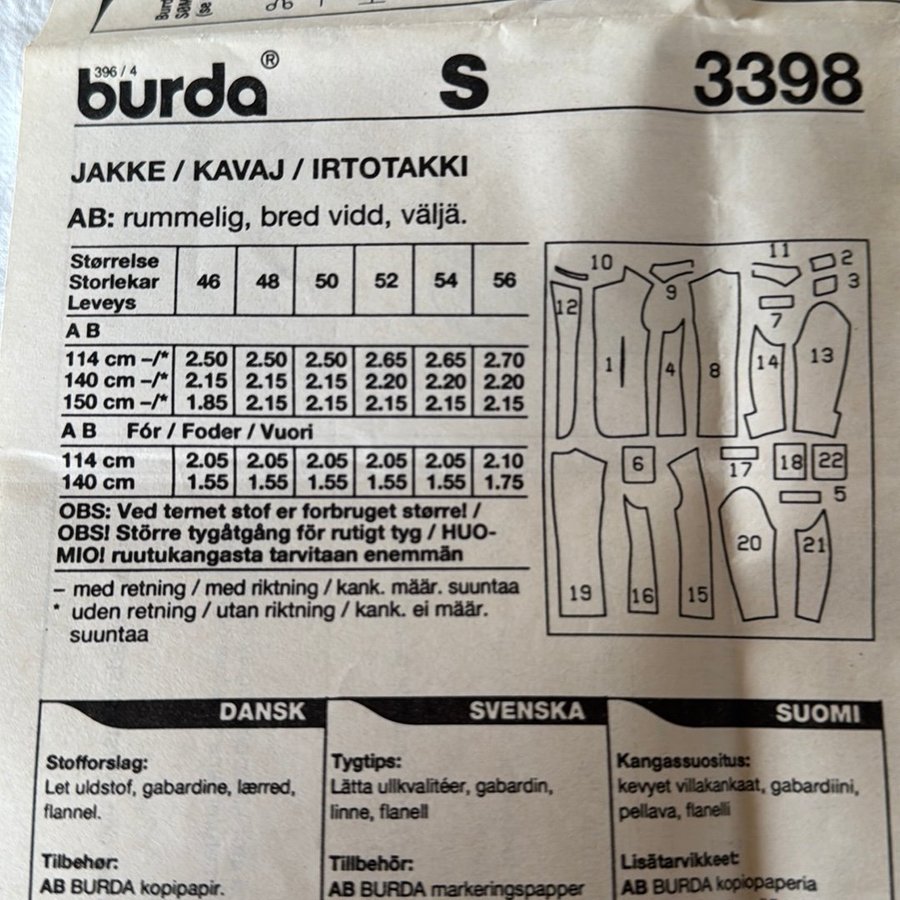 396 / 4
burda® S 3398
JAKKE / KAVAJ / IRTOTAKKI
AB: rummelig, bred vidd, väljä.
Størrelse
Storlekar
Leveys
46 48 50 52 54 56
A B
114 cm –/* 2.50 2.50 2.50 2.65 2.65 2.70
140 cm –/* 2.15 2.15 2.15 2.20 2.20 2.20
150 cm –/* 1.85 2.15 2.15 2.15 2.15 2.15
A B Fór / Foder / Vuori
114 cm 2.05 2.05 2.05 2.05 2.05 2.10
140 cm 1.55 1.55 1.55 1.55 1.55 1.75
OBS: Ved ternet stof er forbruget større! /
OBS! Större tygåtgång för rutigt tyg / HUO-
MIO! ruutukangasta tarvitaan enemmän
– med retning / med riktning / kank. määr. suuntaa
* uden retning / utan riktning / kank. ei määr.
suuntaa
10 11 2
3
12 9 7
1 4 8 14 13
6 17 18 22
5
20 21
19 16 15
DANSK
Stofforslag:
Let uldstof, gabardine, lærred,
flannel.
Tilbehør:
AB BURDA kopipapir.
SVENSKA
Tygtips:
Lätta ullkvalitéer, gabardin,
linne, flanell
Tillbehör:
AB BURDA markeringspapper
SUOMI
Kangassuositus:
kevyet villakankaat, gabardiini,
pellava, flanelli
Lisätarvikkeet:
AB BURDA kopiopaperia